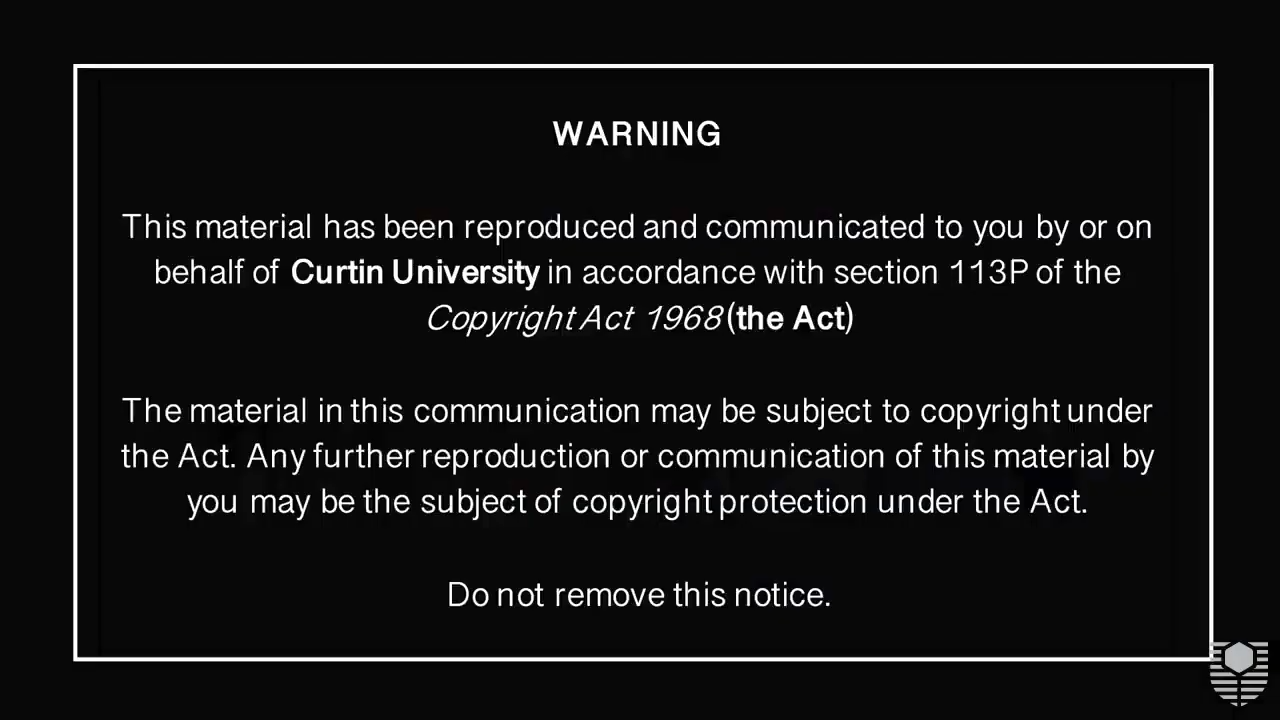 WARNING
This material has been reproduced and communicated to you by or on
behalf of Curtin University in accordance with section 113P of the
Copyright Act 1968 (the Act)
The material in this communication may be subject to copyright under
the Act. Any further reproduction or communication of this material by
you may be the subject of copyright protection under the Act.
Do not remove this notice.